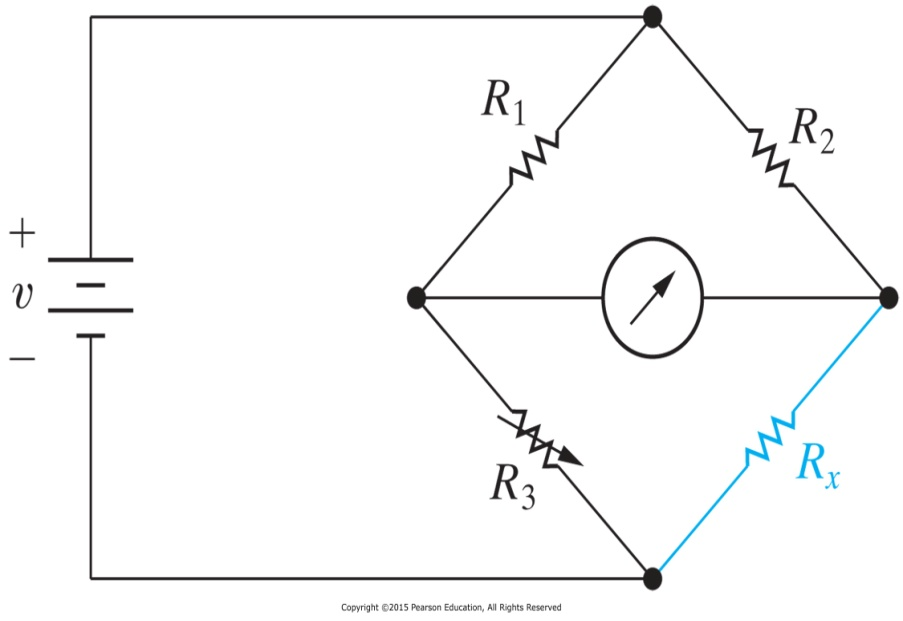 R1
R2
+
v
−
R3
Rx
Copyright ©2015 Pearson Education, All Rights Reserved